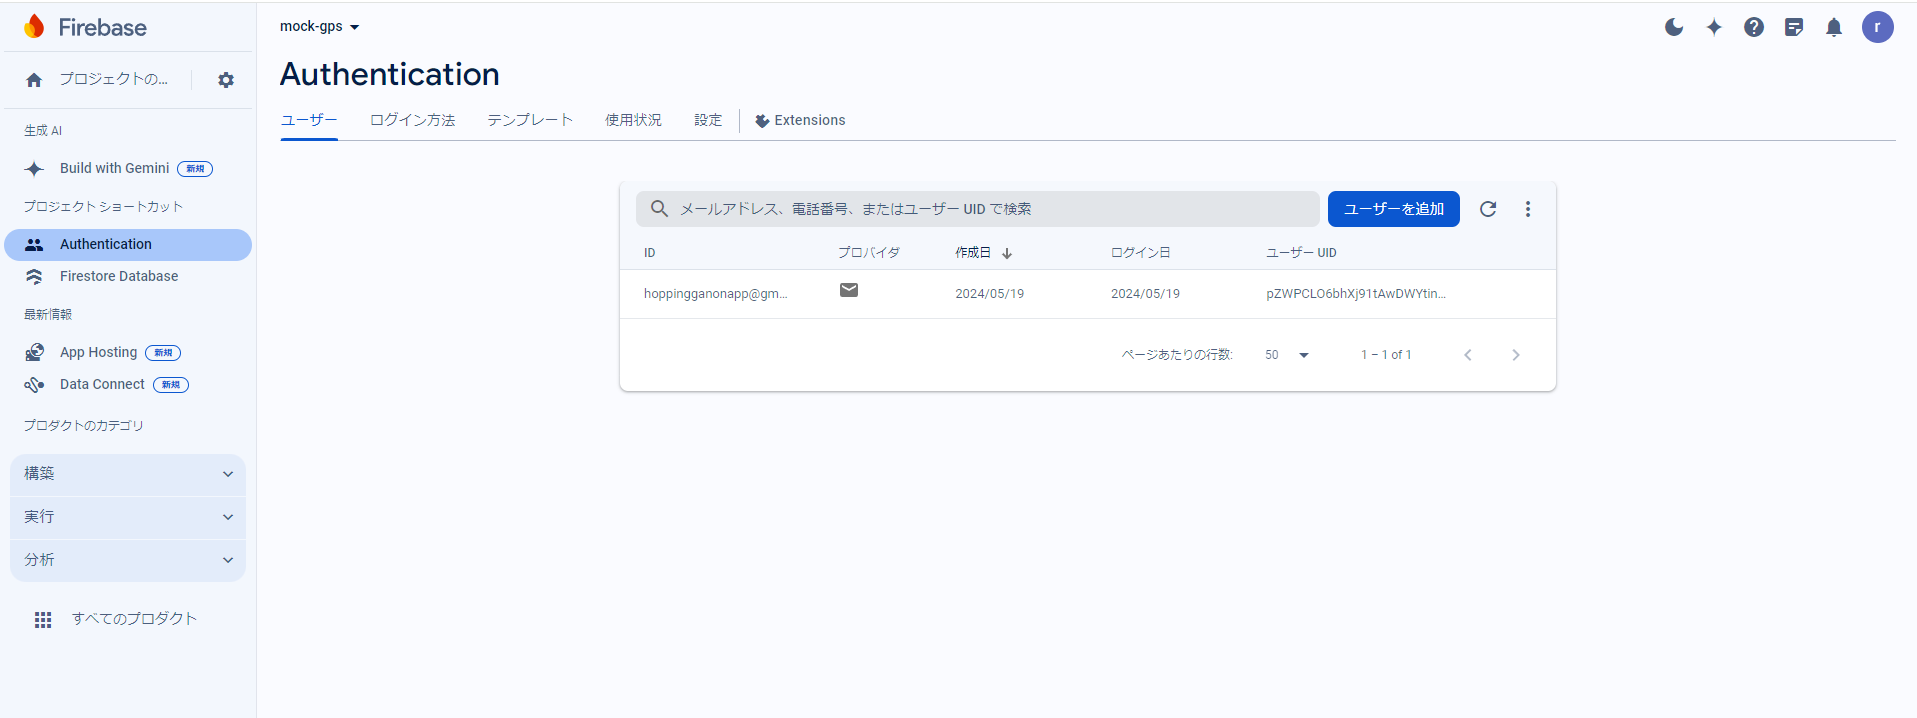 Firebase
プロジェクトの...
生成 AI
Build with Gemini 新規
プロジェクト ショートカット
Authentication
Firestore Database
最新情報
App Hosting 新規
Data Connect 新規
プロダクトのカテゴリ
構築
実行
分析
すべてのプロダクト
mock-gps
r
Authentication
ユーザー ログイン方法 テンプレート 使用状況 設定 Extensions
メールアドレス、電話番号、またはユーザー UID で検索 ユーザーを追加
ID プロバイダ 作成日 ログイン日 ユーザー UID
hoppingganonapp@gm... 2024/05/19 2024/05/19 pZWPCLO6bhXj91tAwDWYtin...
ページあたりの行数: 50 1 – 1 of 1